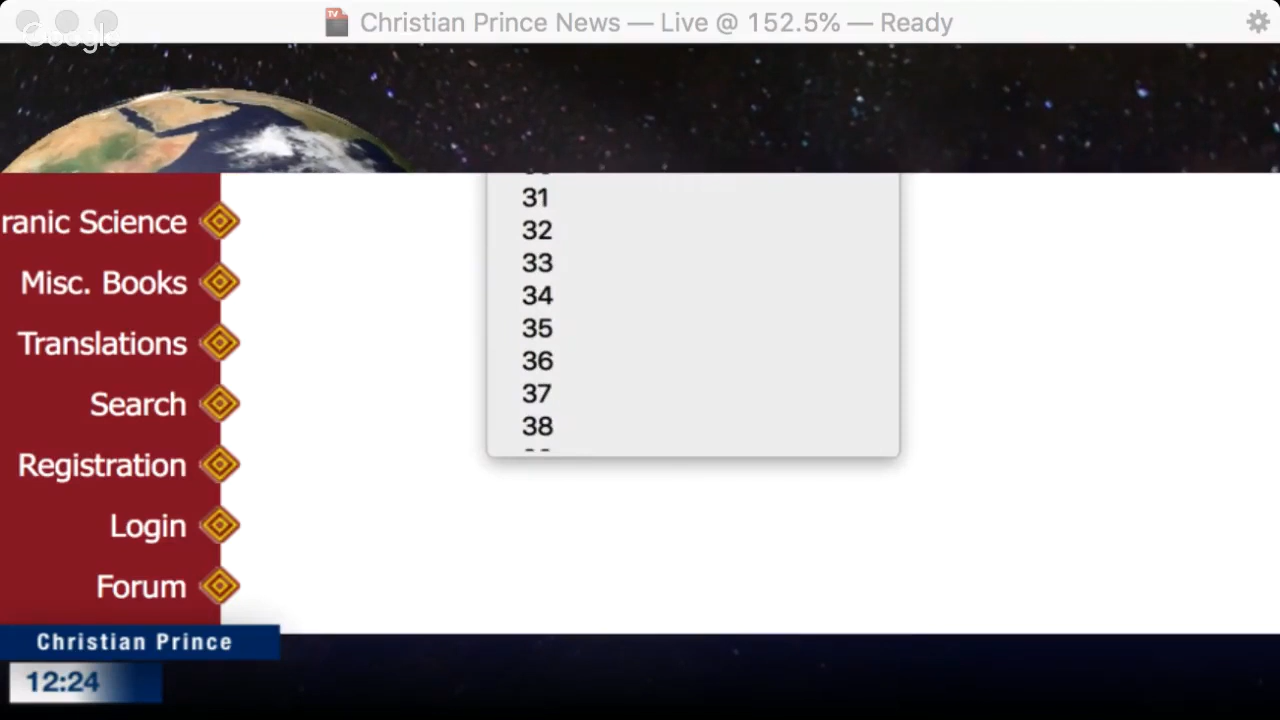 Christian Prince News — Live @ 152.5% — Ready
Google
31
32
33
34
35
36
37
38
ranic Science
Misc. Books
Translations
Search
Registration
Login
Forum
Christian Prince
12:24